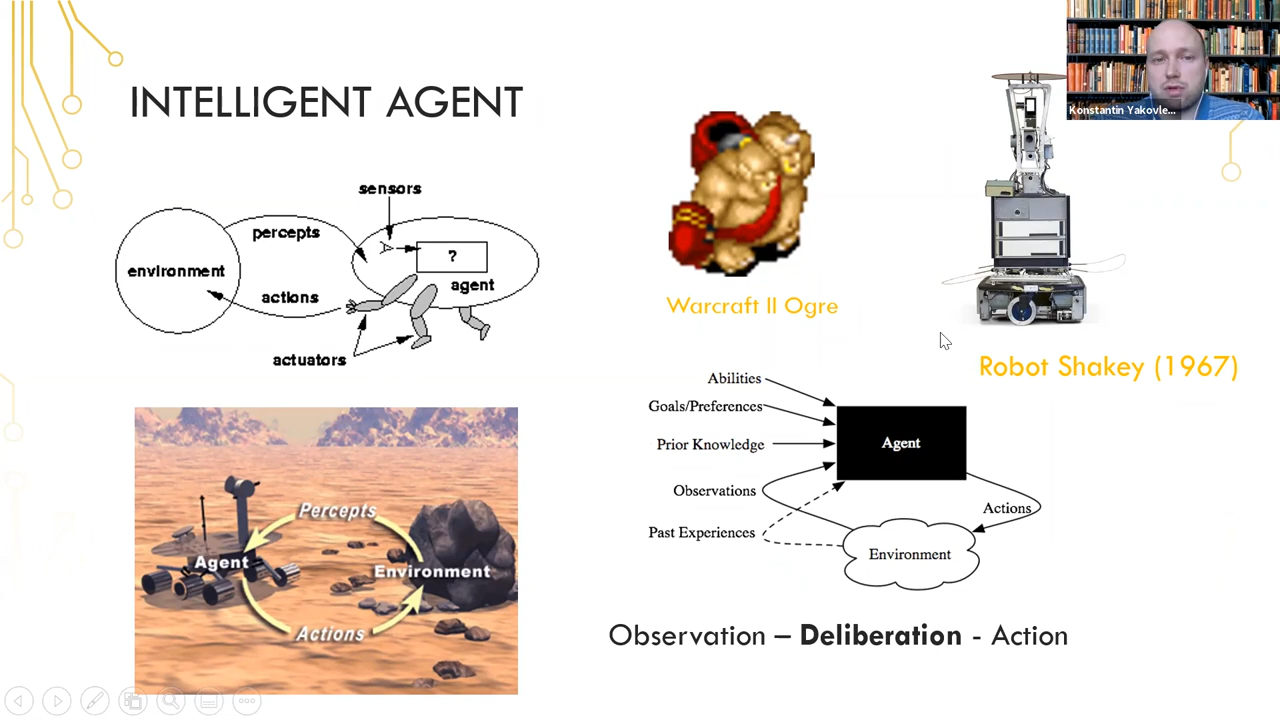 INTELLIGENT AGENT
Konstantin Yakovle...
sensors
percepts
?
environment
agent
actions
actuators
Warcraft II Ogre
Robot Shakey (1967)
Percepts
Agent
Environment
Actions
Abilities
Goals/Preferences
Prior Knowledge
Agent
Observations
Actions
Past Experiences
Environment
Observation – Deliberation - Action